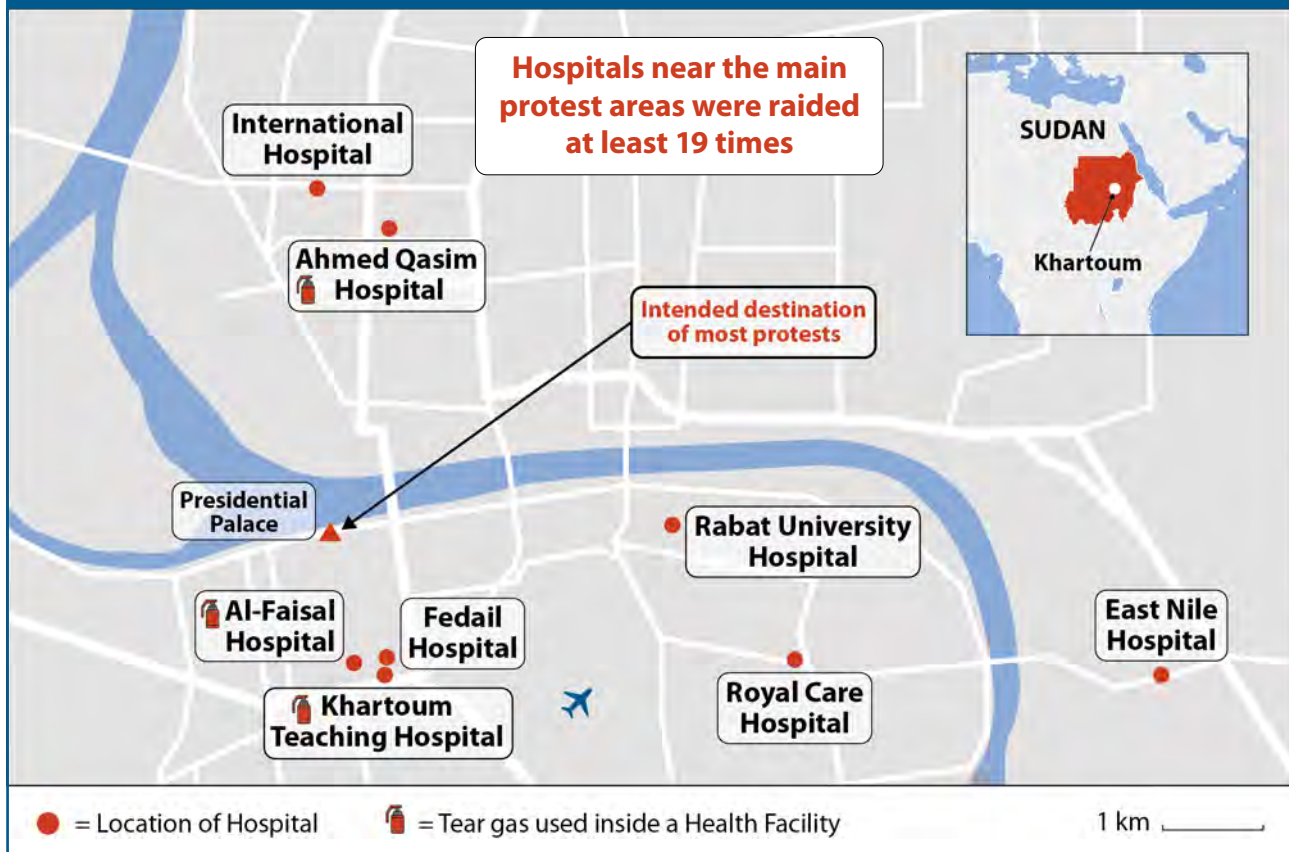 Hospitals near the main
protest areas were raided
at least 19 times
SUDAN
Khartoum
International
Hospital
Ahmed Qasim
Hospital
Intended destination
of most protests
Presidential
Palace
Rabat University
Hospital
Al-Faisal
Hospital
Fedail
Hospital
East Nile
Hospital
Khartoum
Teaching Hospital
Royal Care
Hospital
= Location of Hospital
= Tear gas used inside a Health Facility
1 km